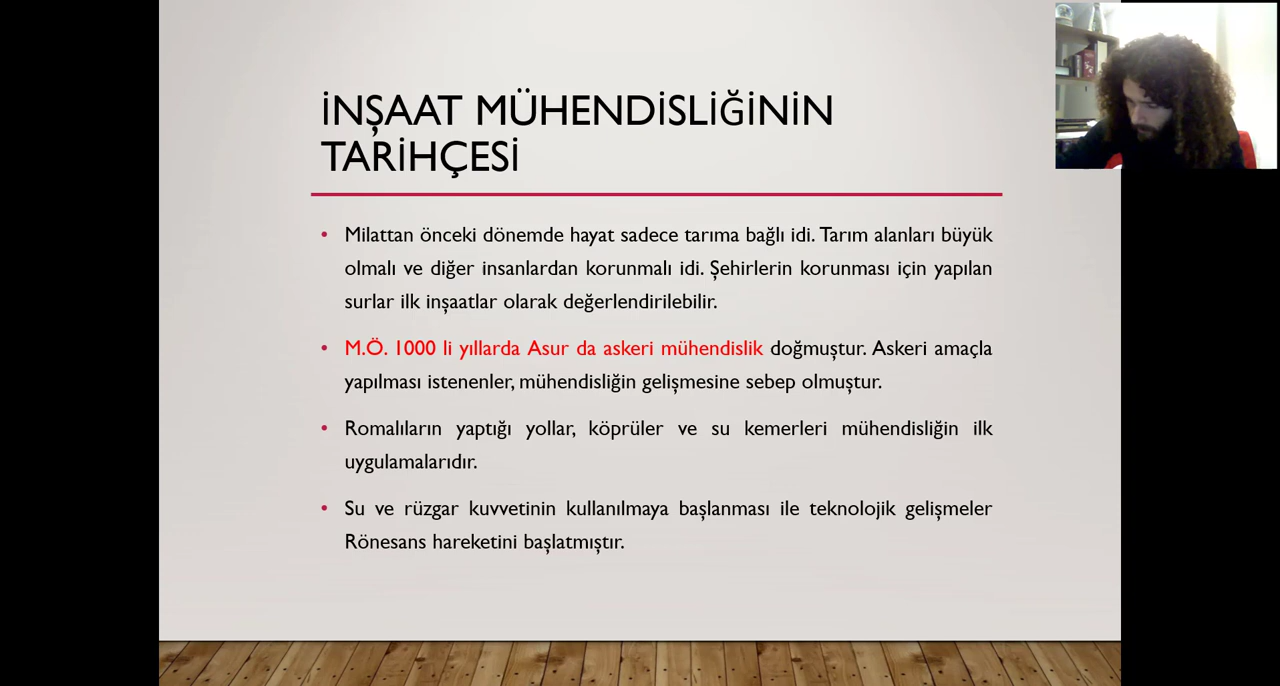 İNŞAAT MÜHENDİSLİĞİNİN
TARİHÇESİ
• Milattan önceki dönemde hayat sadece tarıma bağlı idi. Tarım alanları büyük
olmalı ve diğer insanlardan korunmalı idi. Şehirlerin korunması için yapılan
surlar ilk inşaatlar olarak değerlendirilebilir.
• M.Ö. 1000 li yıllarda Asur da askeri mühendislik doğmuştur. Askeri amaçla
yapılması istenenler, mühendisliğin gelişmesine sebep olmuştur.
• Romalıların yaptığı yollar, köprüler ve su kemerleri mühendisliğin ilk
uygulamalarıdır.
• Su ve rüzgar kuvvetinin kullanılmaya başlanması ile teknolojik gelişmeler
Rönesans hareketini başlatmıştır.